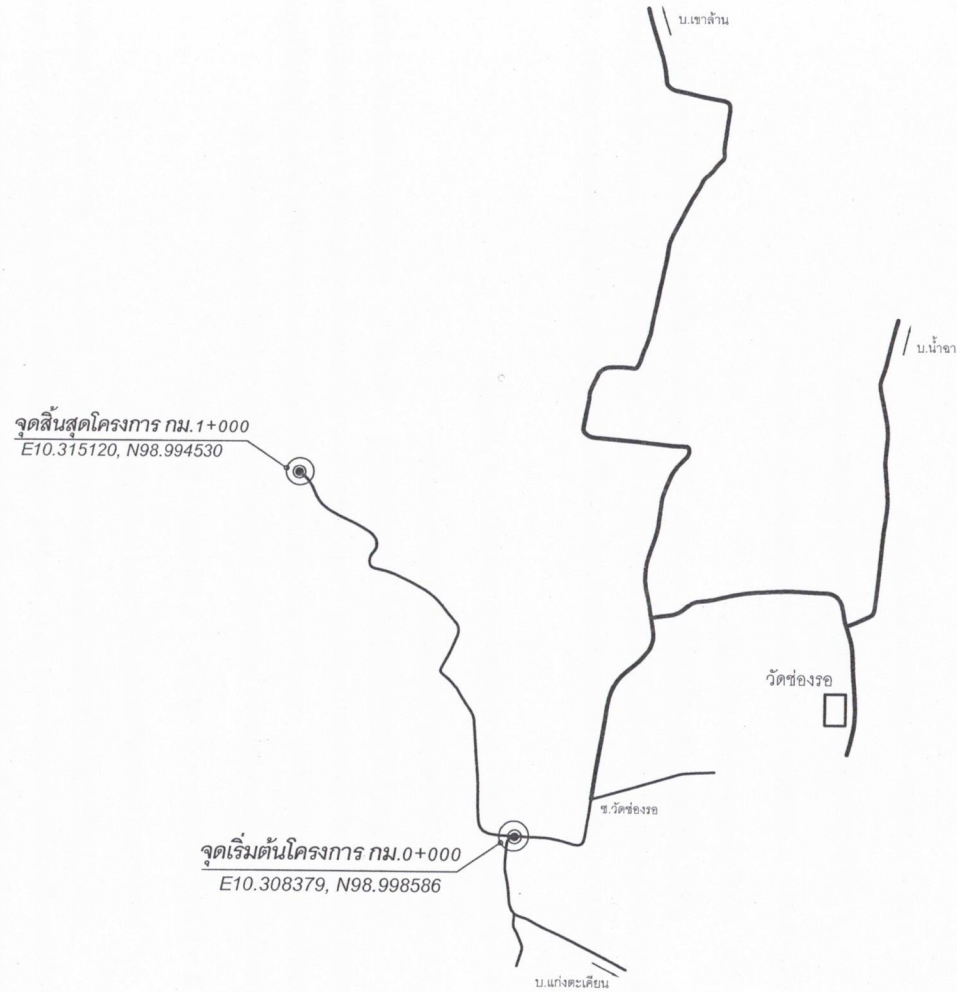 บ.เขาล้าน
บ.น้ำฉา
จุดสิ้นสุดโครงการ กม.1+000
E10.315120, N98.994530
วัดช่องรอ
ซ.วัดช่องรอ
จุดเริ่มต้นโครงการ กม.0+000
E10.308379, N98.998586
บ.แก่งตะเคียน